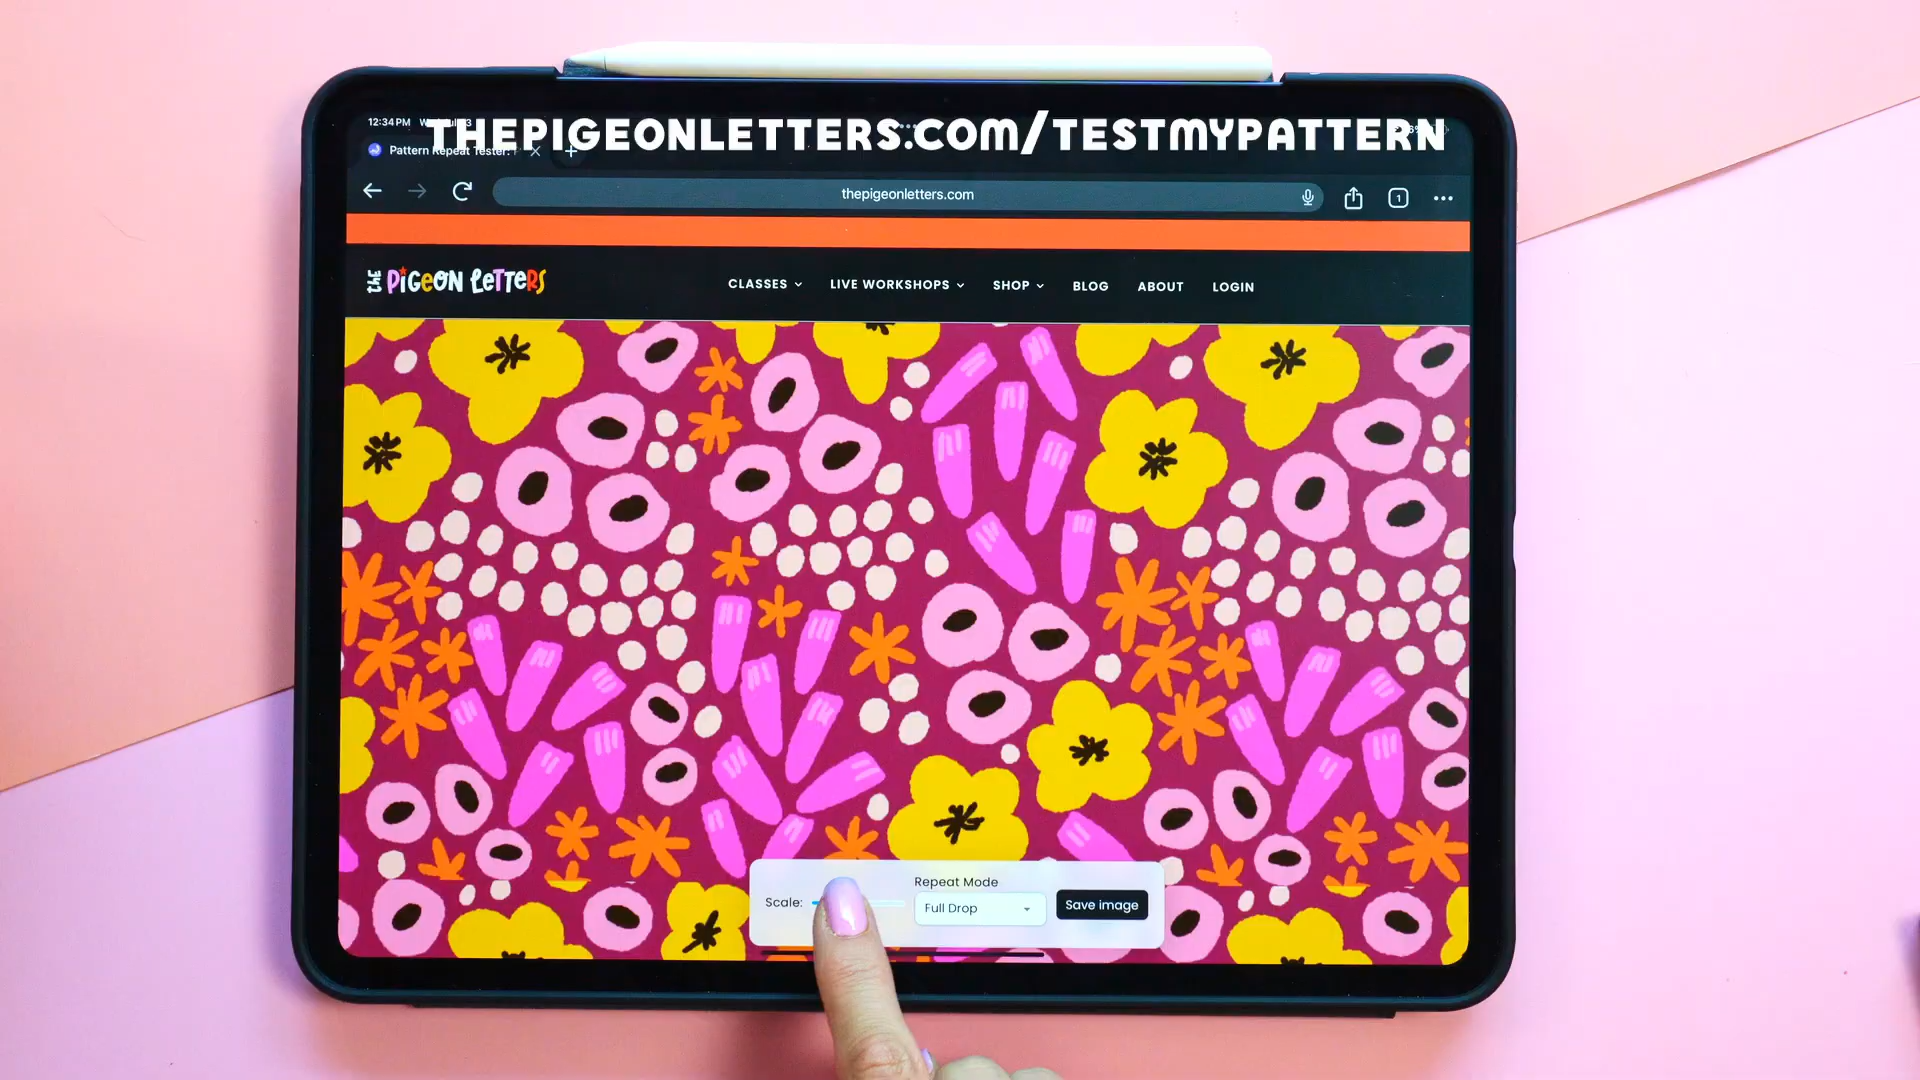 THEPIGEONLETTERS.COM/TESTMYPATTERN
12:34 PM
Pattern Repeat Tester:
thepigeonletters.com
1
the PiGeON LeTTeRS
CLASSES LIVE WORKSHOPS SHOP BLOG ABOUT LOGIN
Repeat Mode
Scale: Full Drop Save image